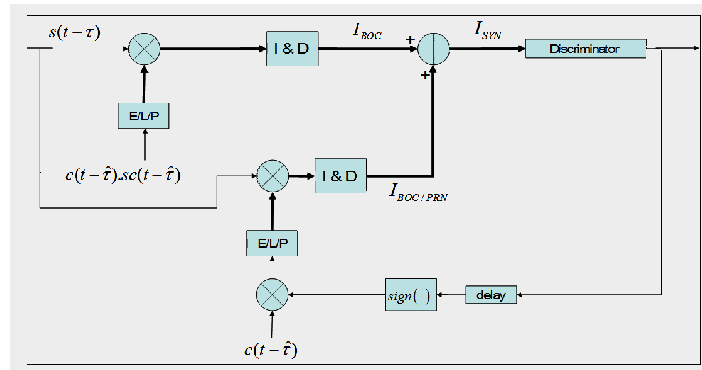 s(t−τ)
I & D
I_BOC
+
I_SYN
Discriminator
+
E/L/P
c(t−τ̂).sc(t−τ̂)
I & D
I_BOC / PRN
E/L/P
sign( )
delay
c(t−τ̂)